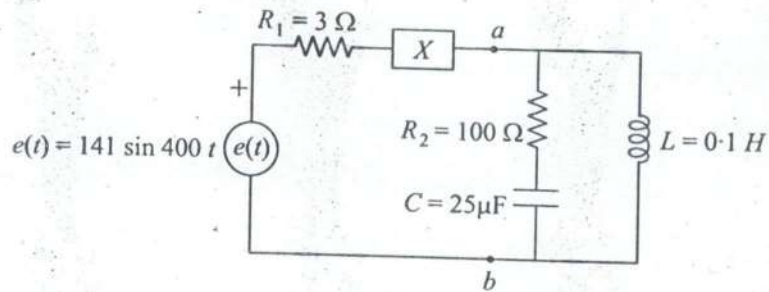 R₁ = 3 Ω
X
a
+
e(t) = 141 sin 400 t
e(t)
R₂ = 100 Ω
L = 0·1 H
C = 25μF
b